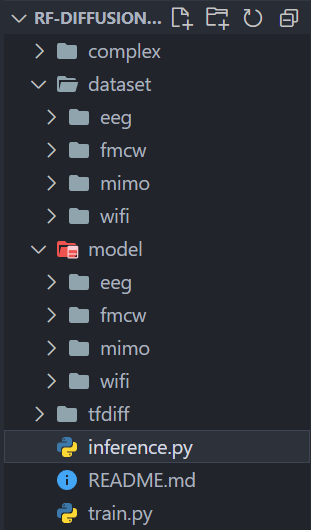 RF-DIFFUSION...
complex
dataset
eeg
fmcw
mimo
wifi
model
eeg
fmcw
mimo
wifi
tfdiff
inference.py
README.md
train.py